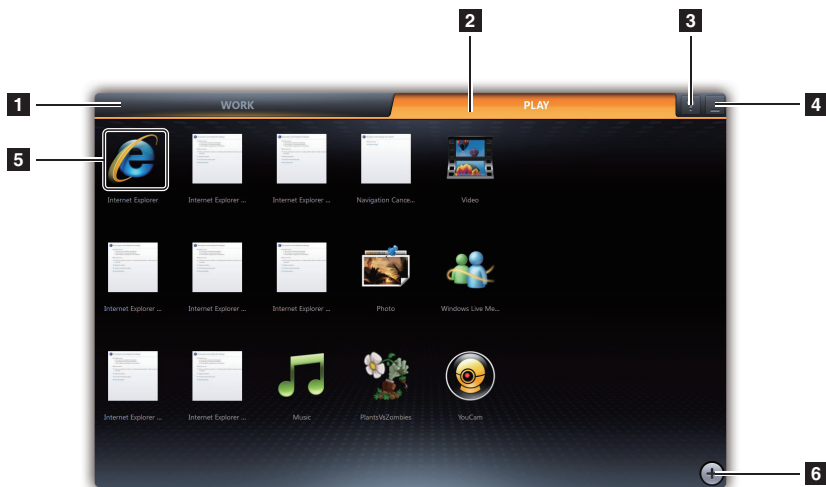 2
3
1
WORK
PLAY
?
4
5
Internet Explorer
Internet Explorer ...
Internet Explorer ...
Navigation Cance...
Video
Internet Explorer ...
Internet Explorer ...
Internet Explorer ...
Photo
Windows Live Me...
Internet Explorer ...
Internet Explorer ...
Music
PlantsVsZombies
YouCam
6